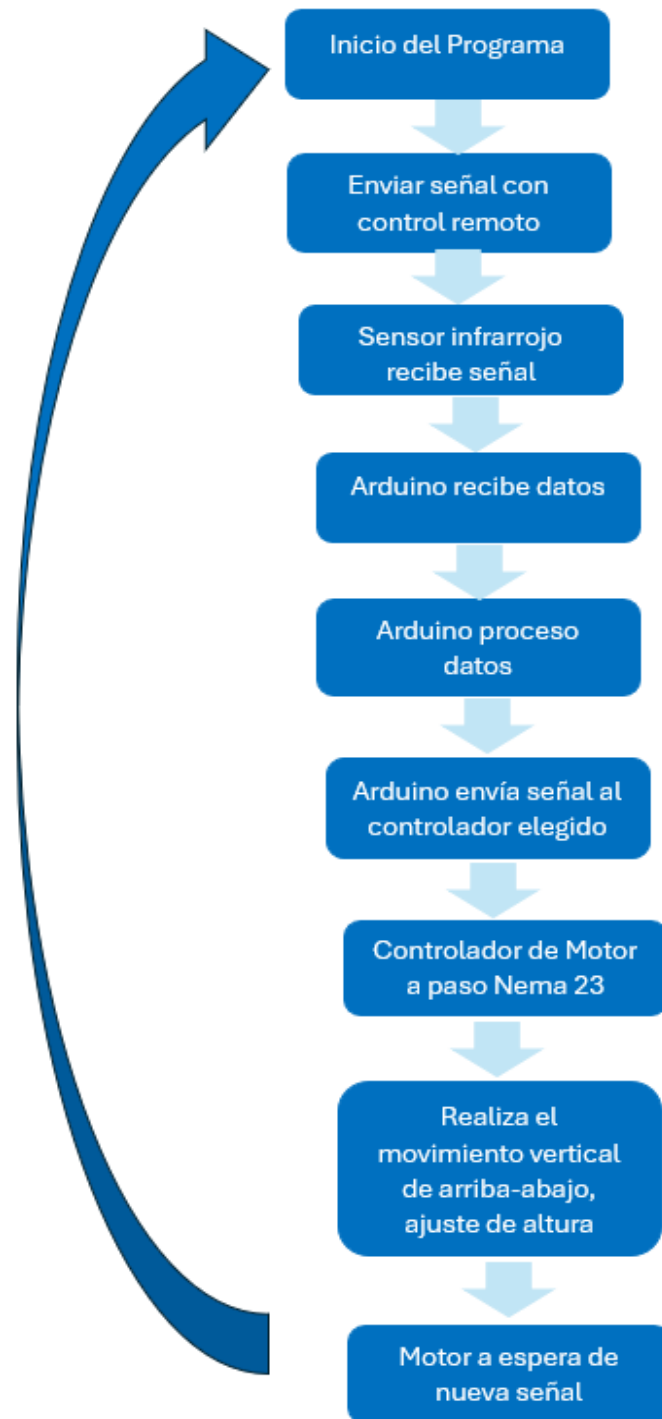 Inicio del Programa
Enviar señal con
control remoto
Sensor infrarrojo
recibe señal
Arduino recibe datos
Arduino proceso
datos
Arduino envía señal al
controlador elegido
Controlador de Motor
a paso Nema 23
Realiza el
movimiento vertical
de arriba-abajo,
ajuste de altura
Motor a espera de
nueva señal